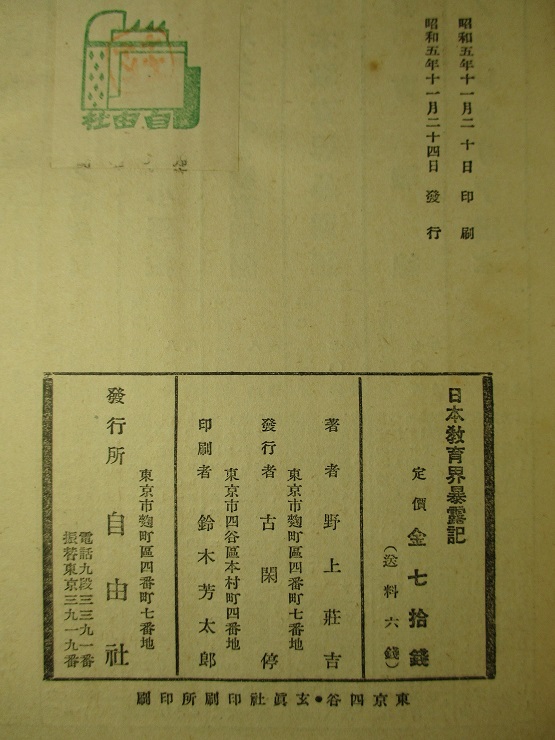 昭和五年十一月二十日印刷
昭和五年十一月二十四日發行
社由自
日本敎育界暴露記
定價金七拾錢
(送料六錢)
著者野上莊吉
東京市麴町區四番町七番地
發行者古閑停
東京市四谷區本村町四番地
印刷者鈴木芳太郎
東京市麴町區四番町七番地
發行所自由社
電話九段三三九一番
振替東京三九一九番
刷印所刷印社眞玄・谷四京東